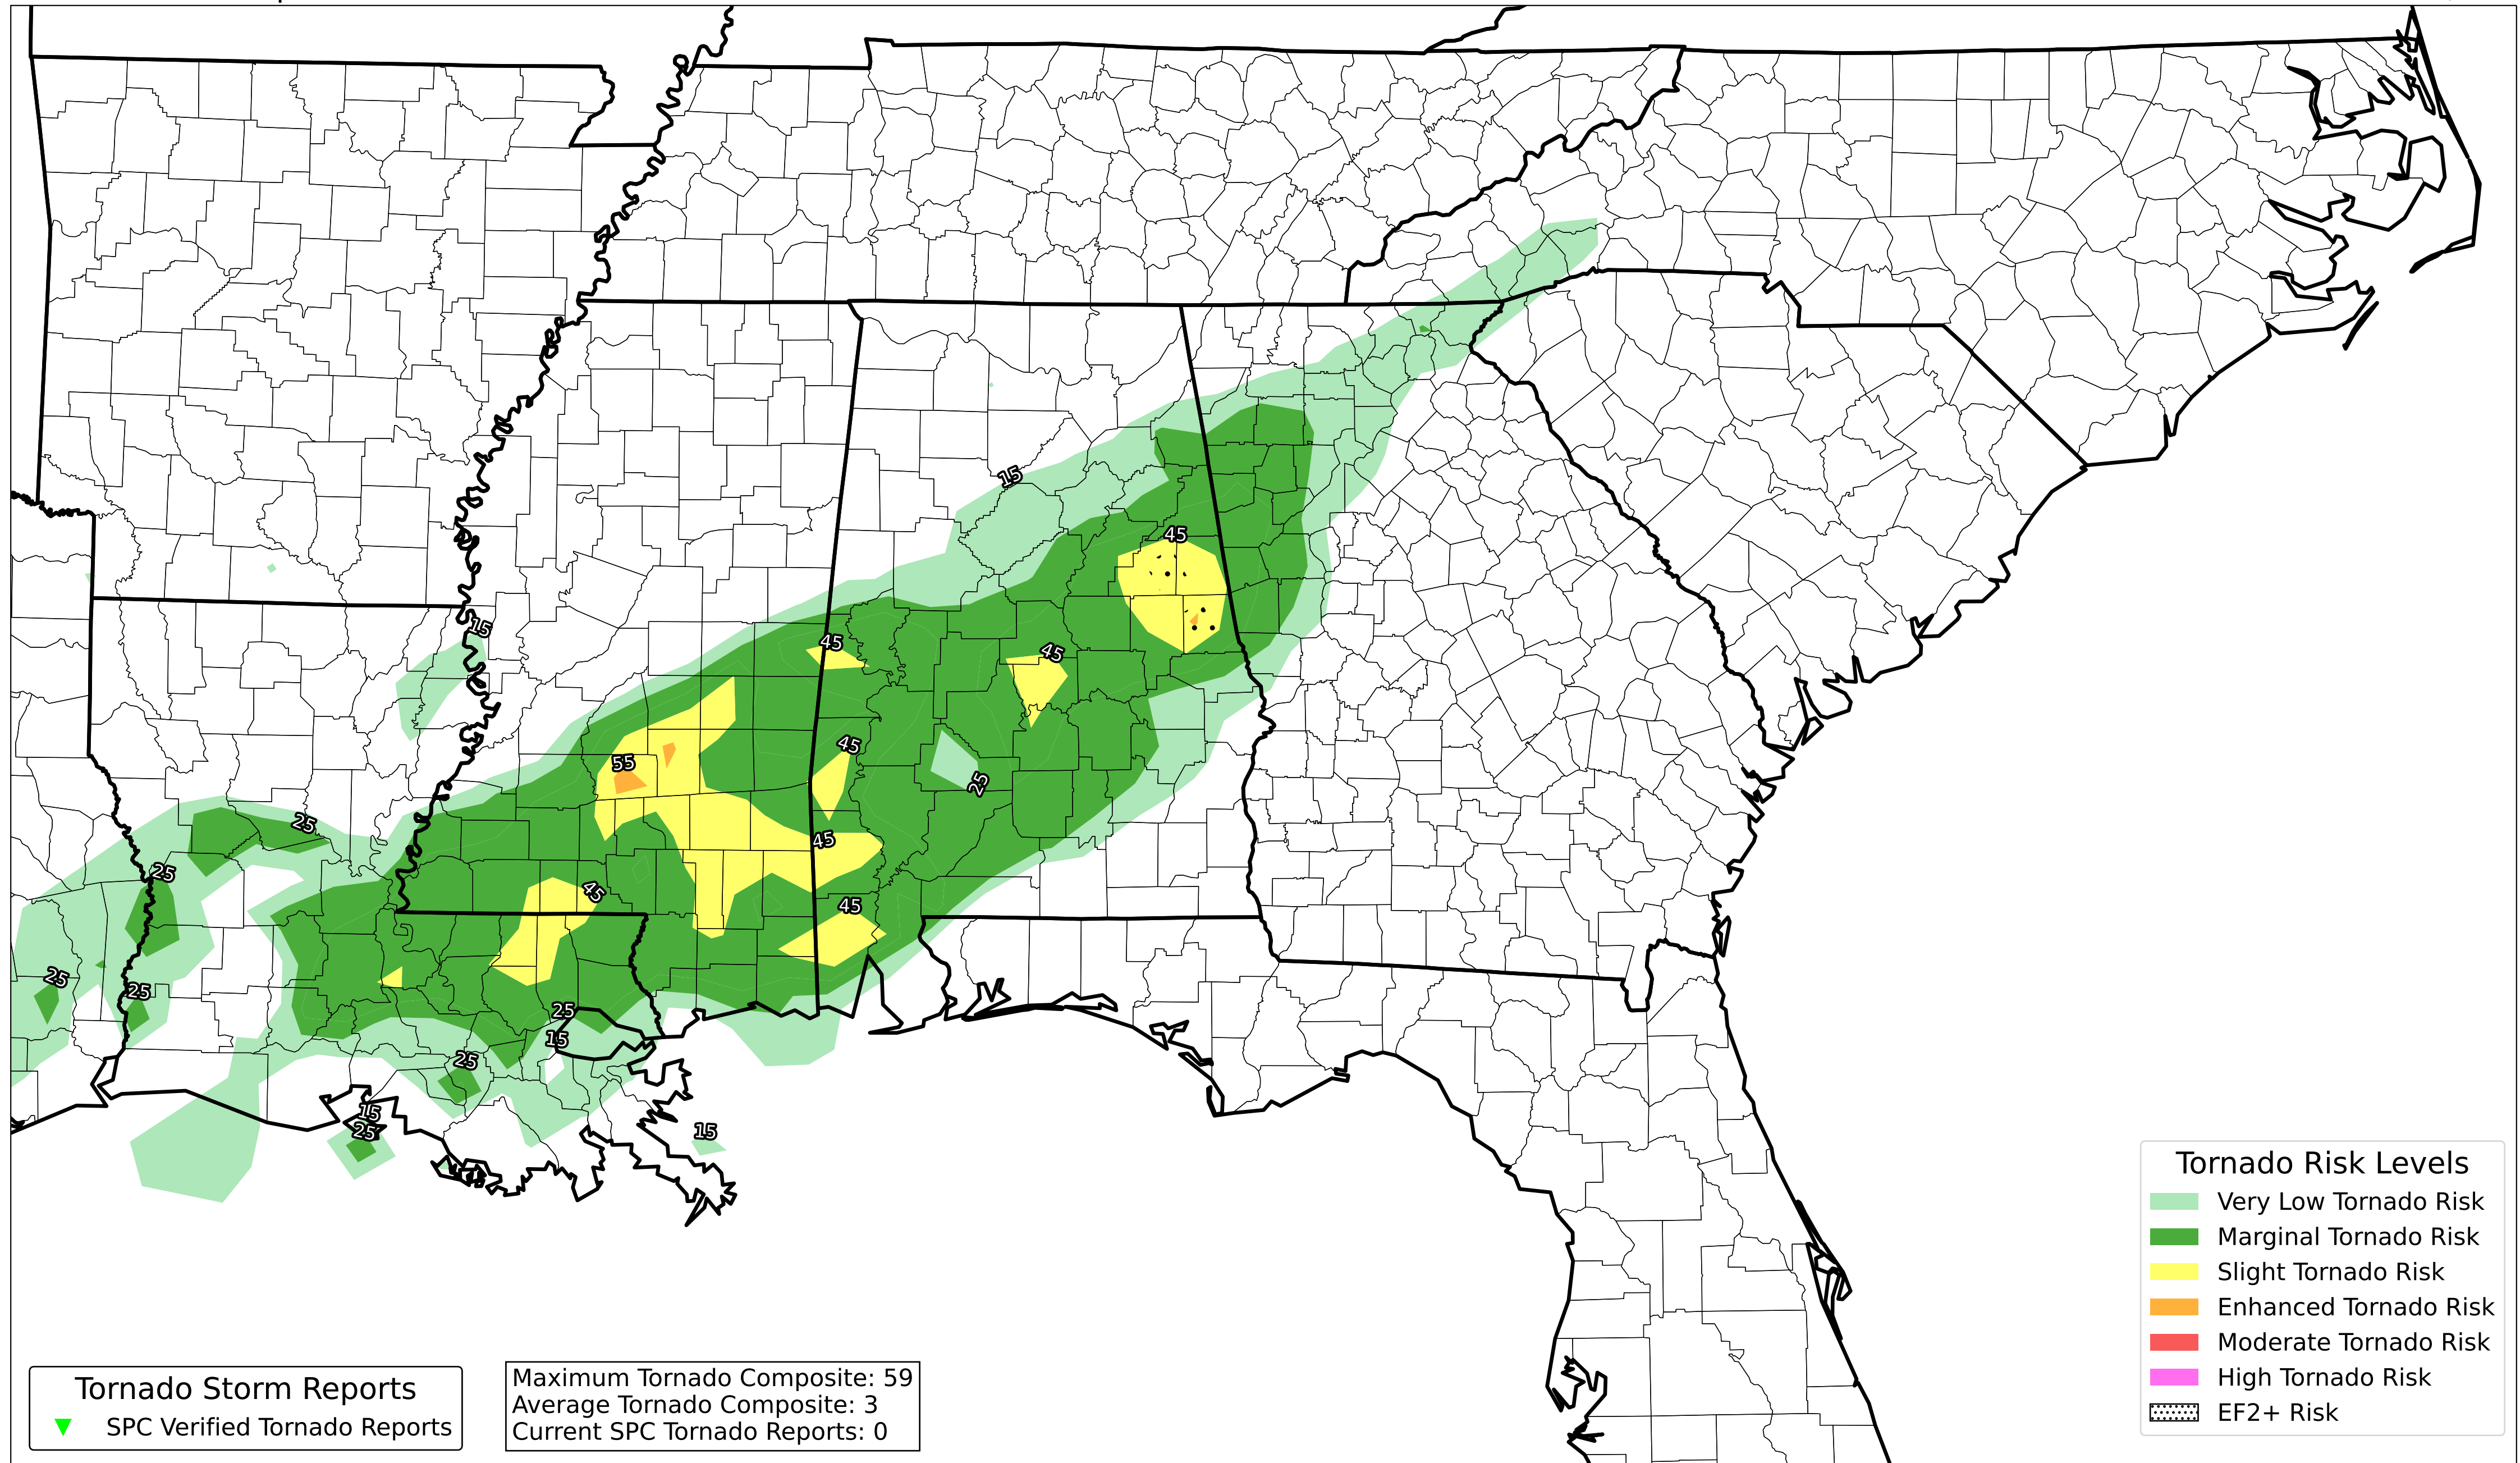 15
45
15
45
45
55
45
25
25
45
25
45
45
25
25
25
15
25
15
25
15
Tornado Risk Levels
Very Low Tornado Risk
Marginal Tornado Risk
Slight Tornado Risk
Enhanced Tornado Risk
Moderate Tornado Risk
High Tornado Risk
EF2+ Risk
Tornado Storm Reports
SPC Verified Tornado Reports
Maximum Tornado Composite: 59
Average Tornado Composite: 3
Current SPC Tornado Reports: 0